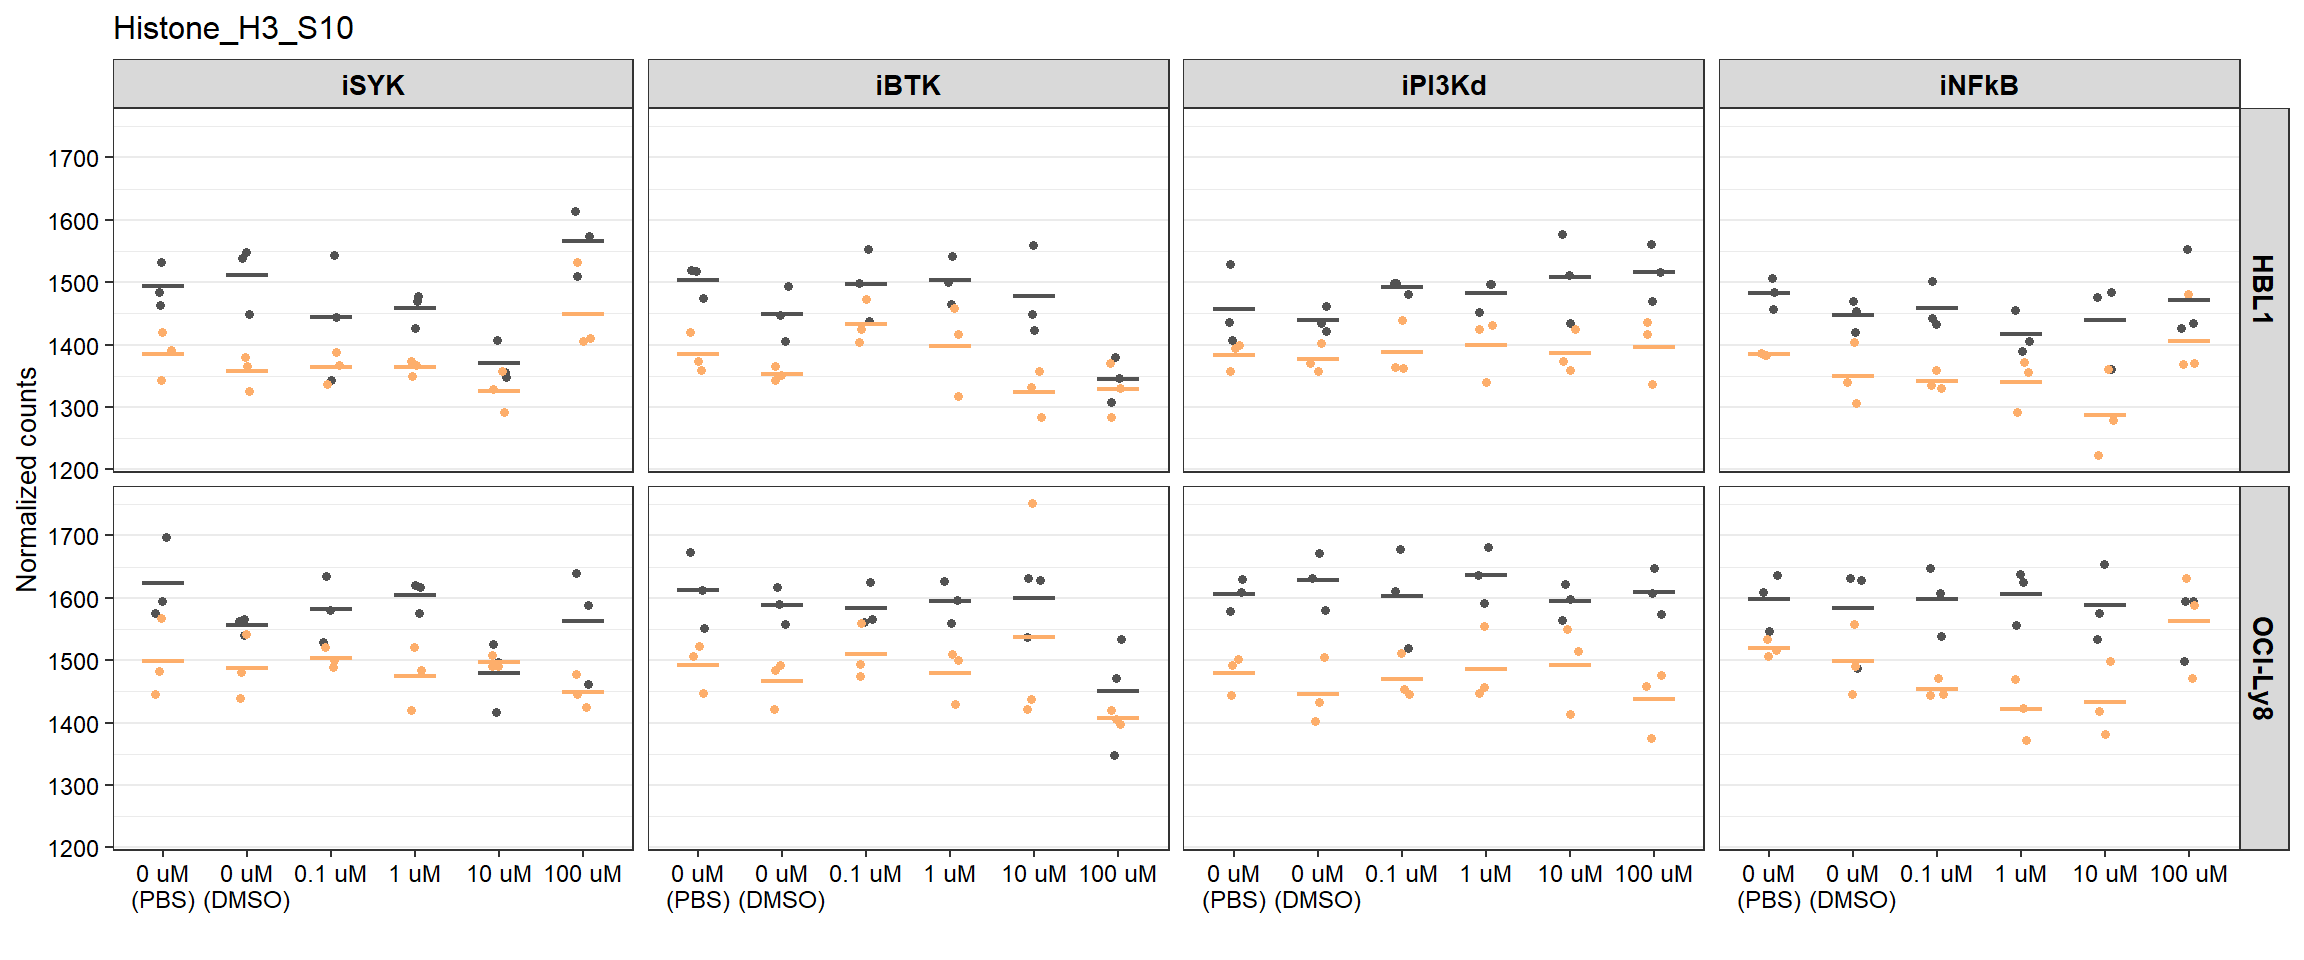 Histone_H3_S10
iSYK iBTK iPI3Kd iNFkB
1700
1600
1500
1400
1300
1200
HBL1
Normalized counts
1700
1600
1500
1400
1300
1200
OCI-Ly8
0 uM 0 uM 0.1 uM 1 uM 10 uM 100 uM 0 uM 0 uM 0.1 uM 1 uM 10 uM 100 uM 0 uM 0 uM 0.1 uM 1 uM 10 uM 100 uM 0 uM 0 uM 0.1 uM 1 uM 10 uM 100 uM
(PBS) (DMSO) (PBS) (DMSO) (PBS) (DMSO) (PBS) (DMSO)